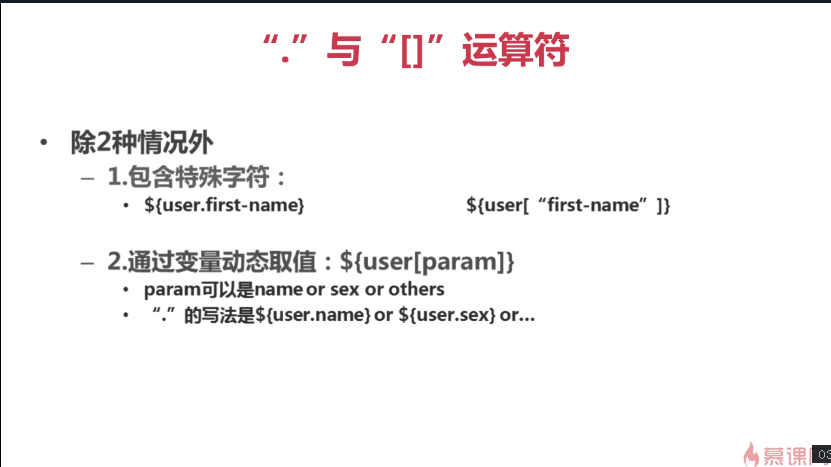 “.”与“[]”运算符
• 除2种情况外
– 1.包含特殊字符：
• ${user.first-name} ${user[“first-name”]}
– 2.通过变量动态取值：${user[param]}
• param可以是name or sex or others
• “.”的写法是${user.name} or ${user.sex} or…
慕课